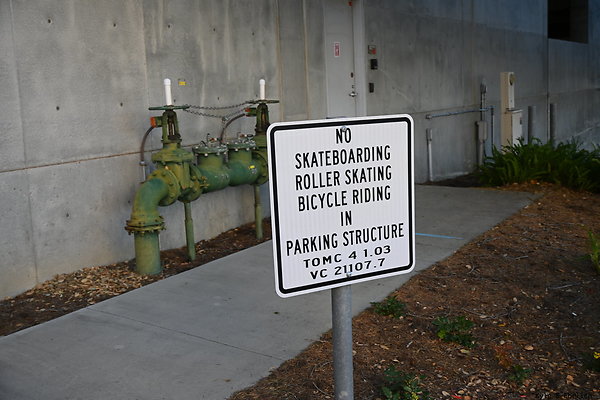 NO
SKATEBOARDING
ROLLER SKATING
BICYCLE RIDING
IN
PARKING STRUCTURE
TOMC 4 1.03
VC 21107.7